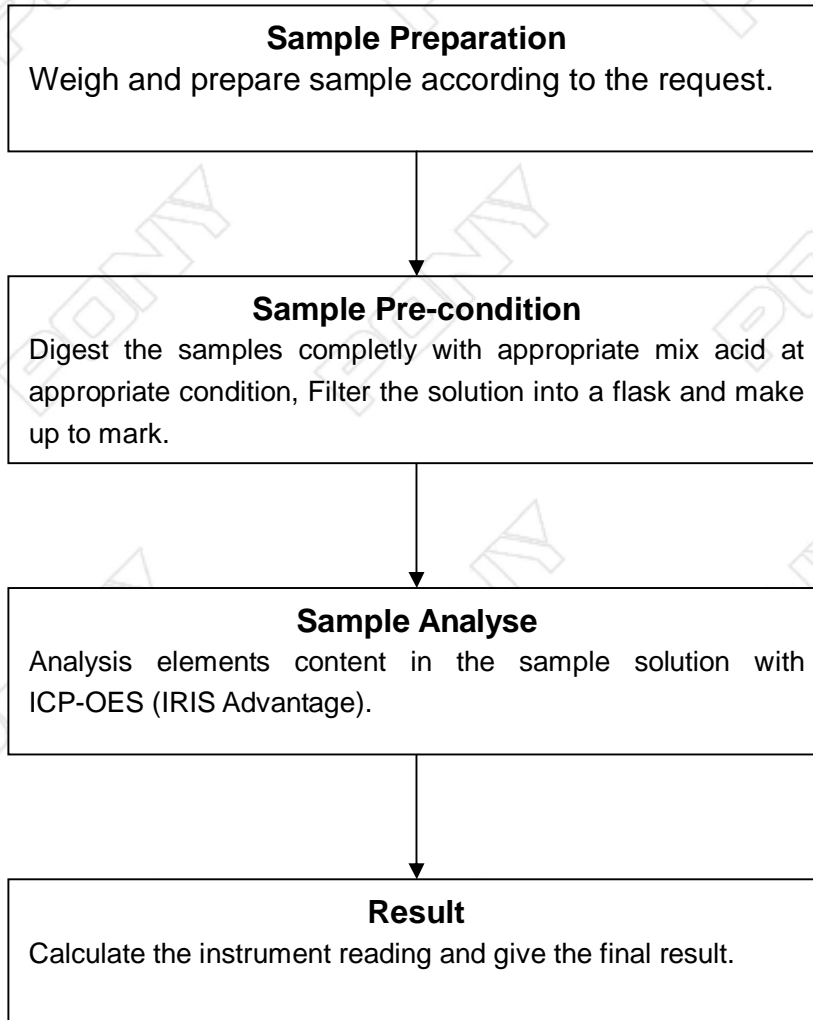 Sample Preparation
Weigh and prepare sample according to the request.
Sample Pre-condition
Digest the samples completly with appropriate mix acid at
appropriate condition, Filter the solution into a flask and make
up to mark.
Sample Analyse
Analysis elements content in the sample solution with
ICP-OES (IRIS Advantage).
Result
Calculate the instrument reading and give the final result.
PONY
PONY